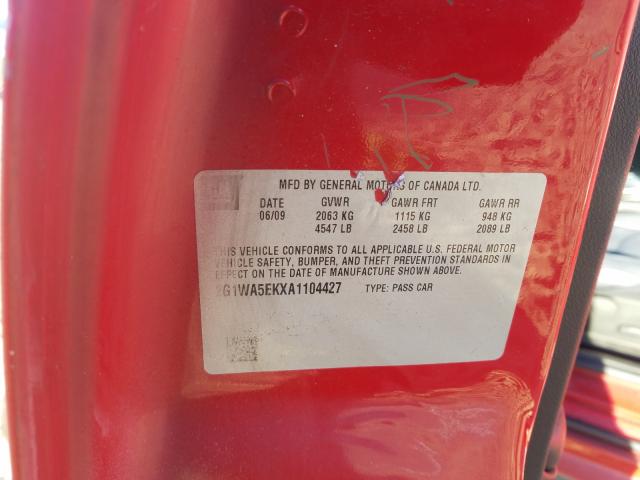 MFD BY GENERAL MOTORS OF CANADA LTD.
DATE GVWR GAWR FRT GAWR RR
06/09 2063 KG 1115 KG 948 KG
4547 LB 2458 LB 2089 LB
THIS VEHICLE CONFORMS TO ALL APPLICABLE U.S. FEDERAL MOTOR
VEHICLE SAFETY, BUMPER, AND THEFT PREVENTION STANDARDS IN
EFFECT ON THE DATE OF MANUFACTURE SHOWN ABOVE.
2G1WA5EKXA1104427 TYPE: PASS CAR